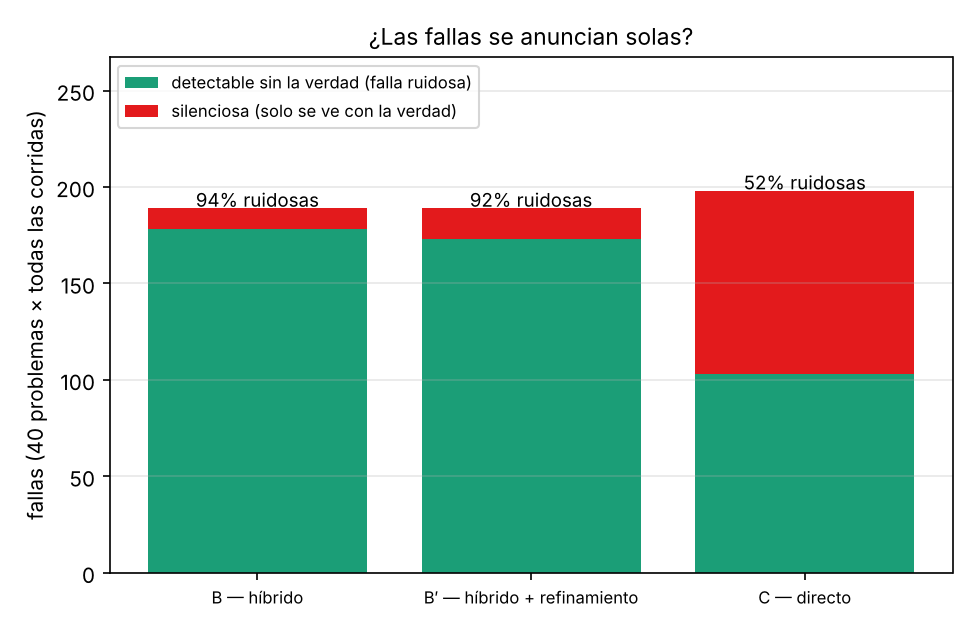 ¿Las fallas se anuncian solas?
detectable sin la verdad (falla ruidosa)
silenciosa (solo se ve con la verdad)
fallas (40 problemas × todas las corridas)
250
200
150
100
50
0
94% ruidosas
92% ruidosas
52% ruidosas
B — híbrido
B′ — híbrido + refinamiento
C — directo